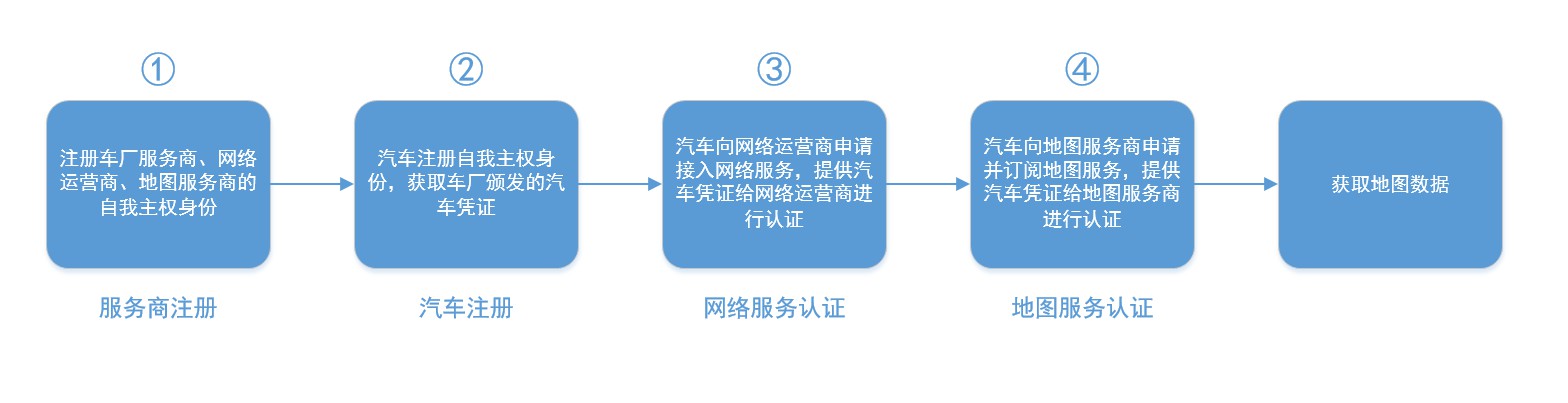 ①
②
③
④
注册车厂服务商、网络
运营商、地图服务商的
自我主权身份
汽车注册自我主权身
份，获取车厂颁发的汽
车凭证
汽车向网络运营商申请
接入网络服务，提供汽
车凭证给网络运营商进
行认证
汽车向地图服务商申请
并订阅地图服务，提供
汽车凭证给地图服务商
进行认证
获取地图数据
服务商注册
汽车注册
网络服务认证
地图服务认证